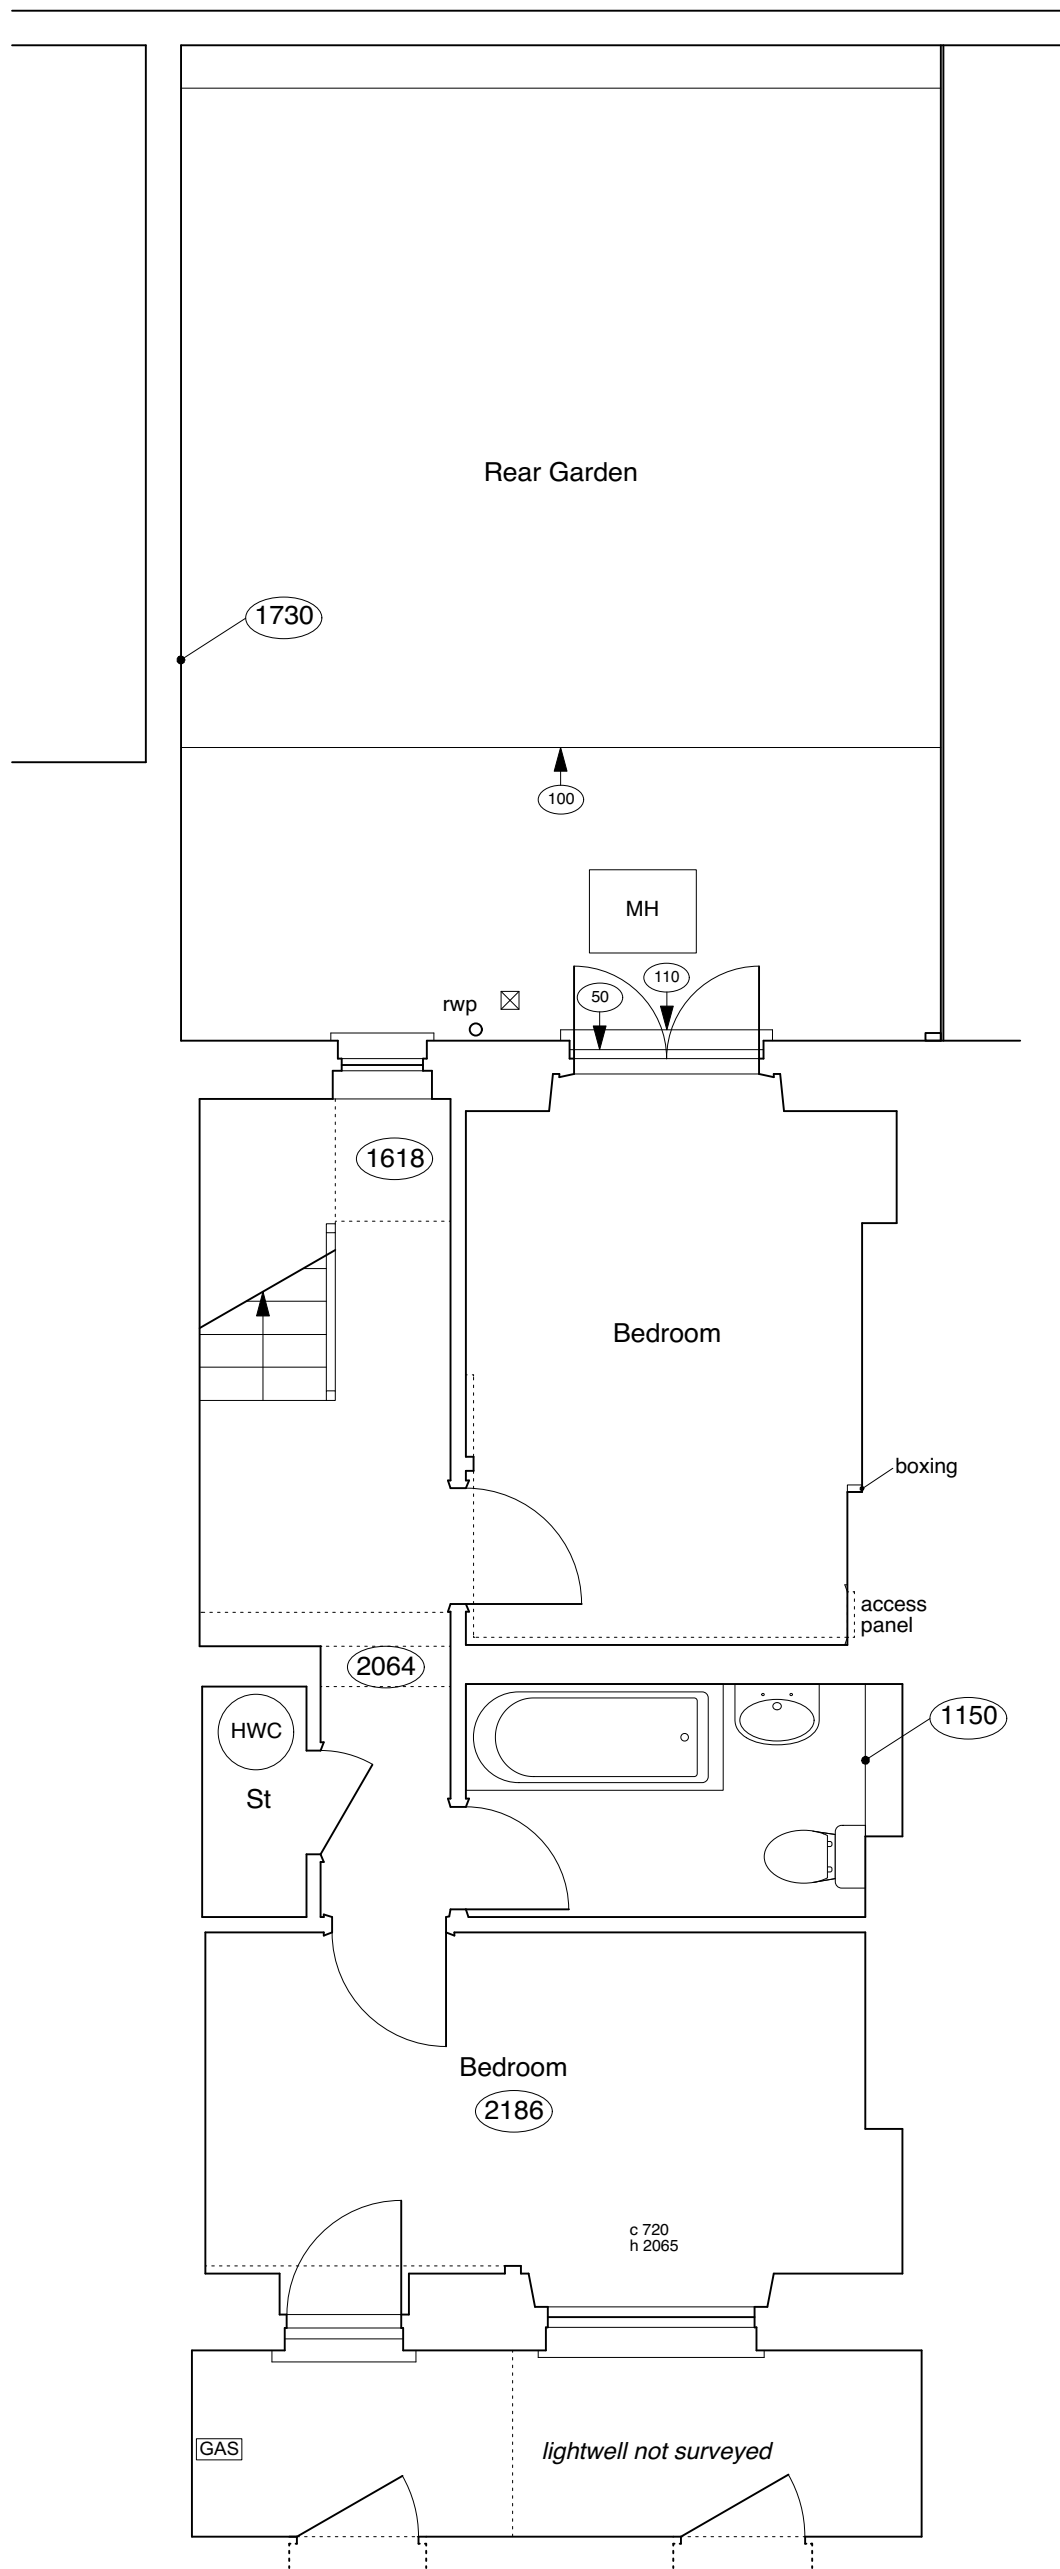 Rear Garden
1730
100
MH
110
50
rwp
1618
Bedroom
boxing
access
panel
2064
HWC
St
1150
Bedroom
2186
c 720
h 2065
GAS
lightwell not surveyed